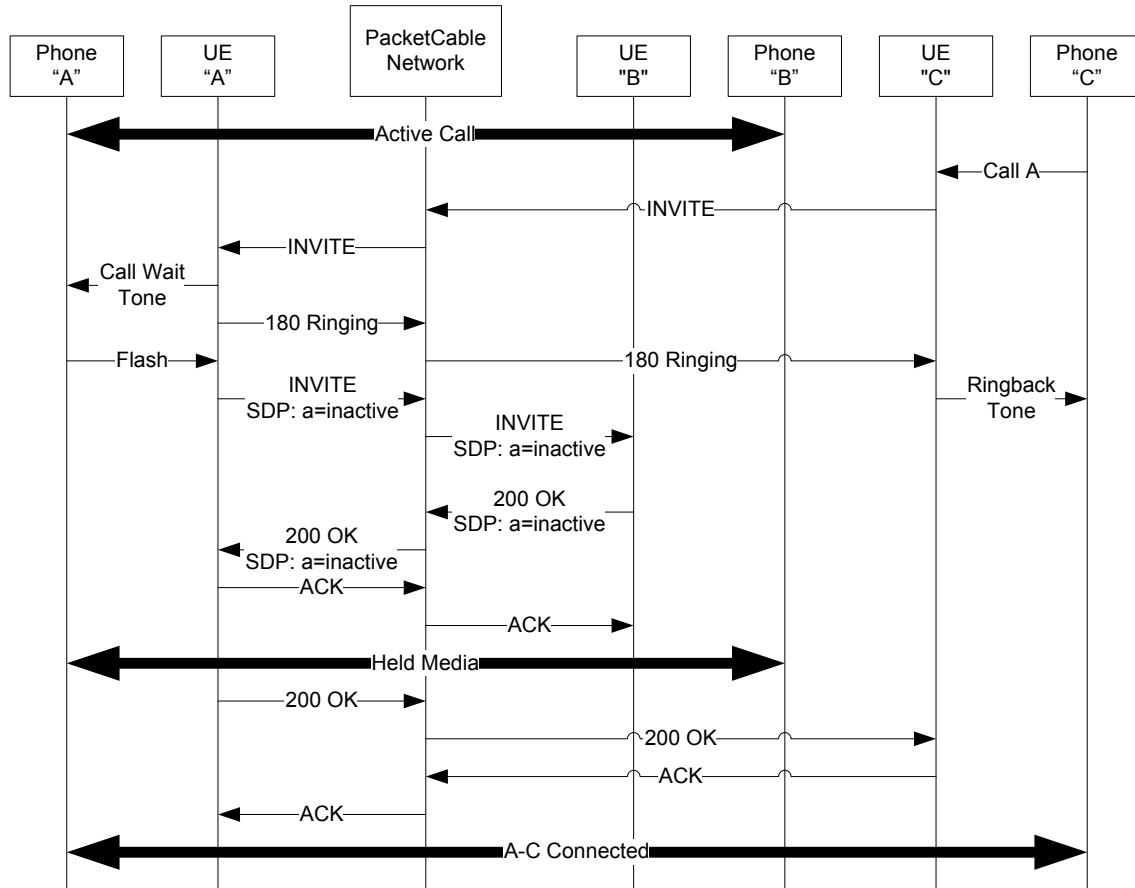 Phone
“A”
UE
“A”
PacketCable
Network
UE
"B"
Phone
“B”
UE
"C"
Phone
“C”
Active Call
Call A
INVITE
INVITE
Call Wait
Tone
180 Ringing
Flash
180 Ringing
INVITE
SDP: a=inactive
Ringback
Tone
INVITE
SDP: a=inactive
200 OK
SDP: a=inactive
200 OK
SDP: a=inactive
ACK
ACK
Held Media
200 OK
200 OK
ACK
ACK
A-C Connected